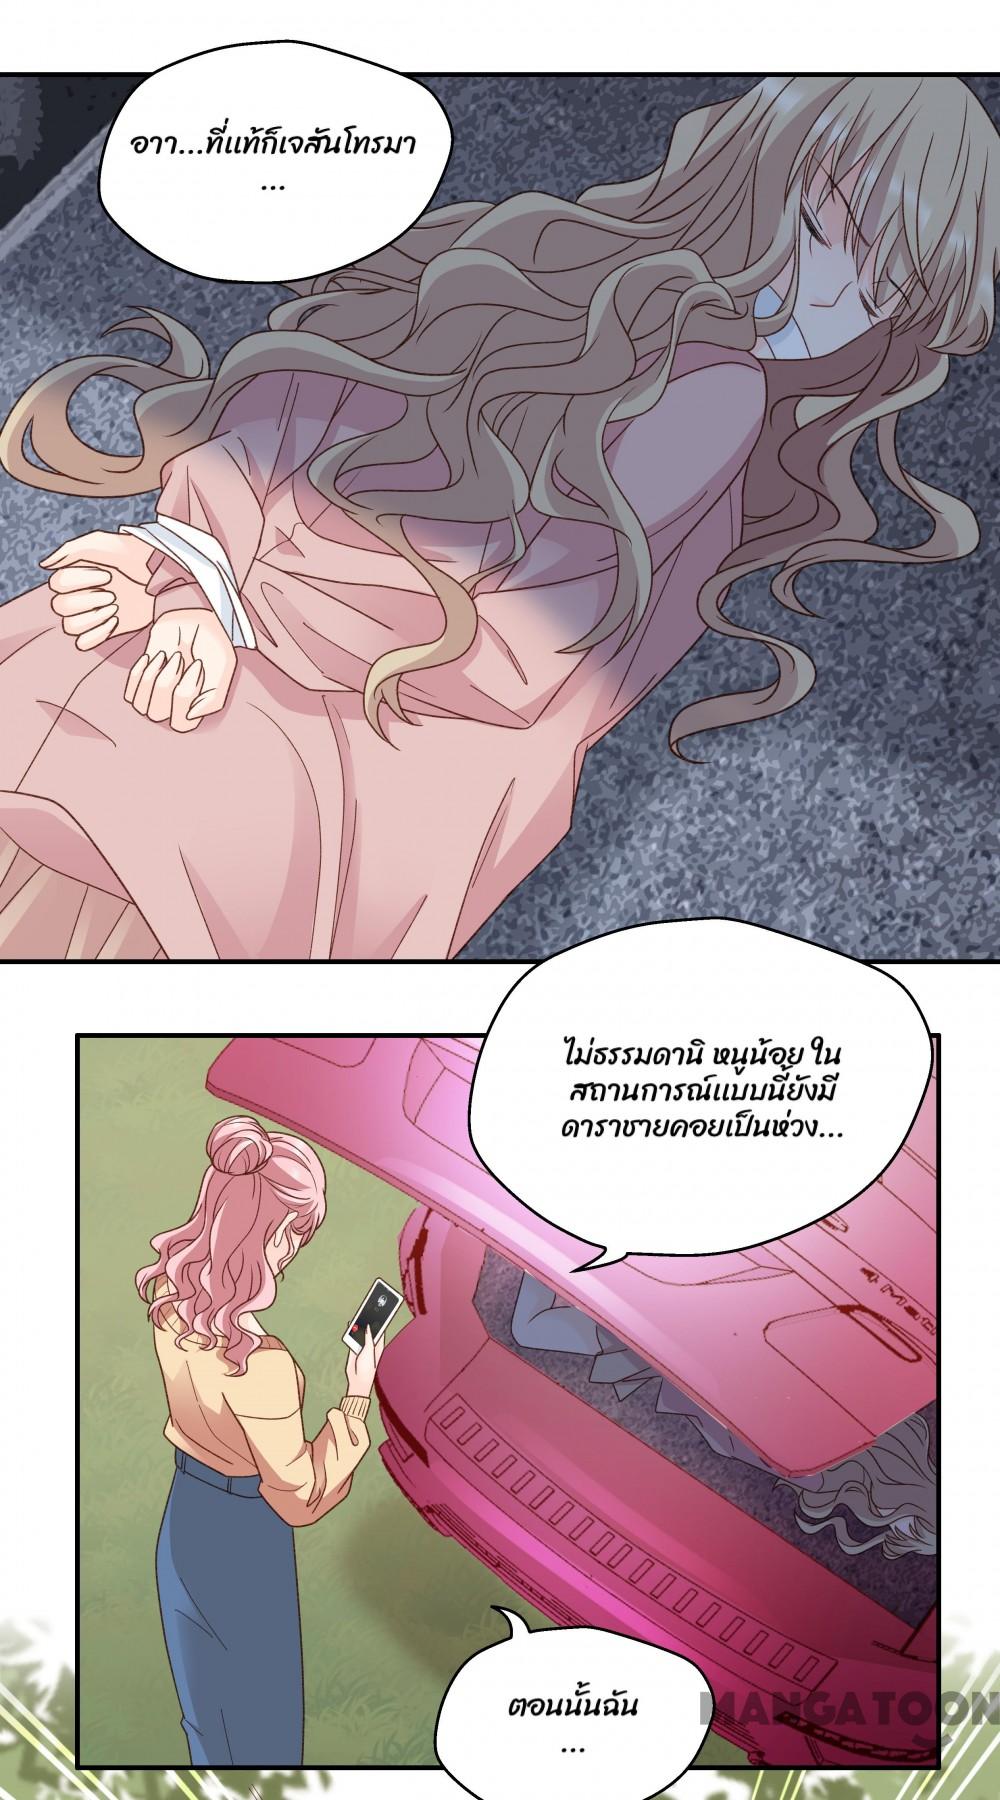 อาา...ที่แท้ก็เจสันโทรมา
...
ไม่ธรรมดานิ หนูน้อย ใน
สถานการณ์แบบนี้ยังมี
ดาราชายคอยเป็นห่วง...
ตอนนั้นฉัน
...
MANGATOON